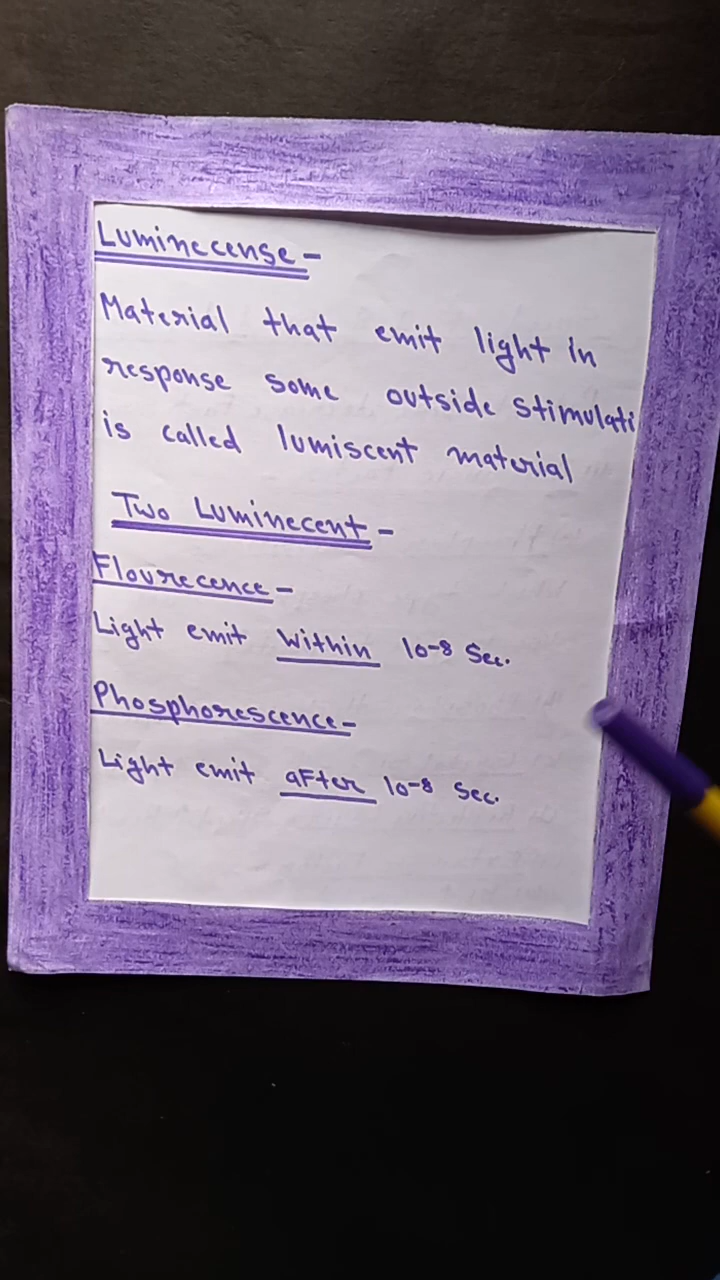 Luminecense -
Material that emit light in
response some outside stimulati
is called lumiscent material
Two Luminecent -
Flourecence -
Light emit within 10-8 Sec.
Phosphorescence -
Light emit after 10-8 Sec.